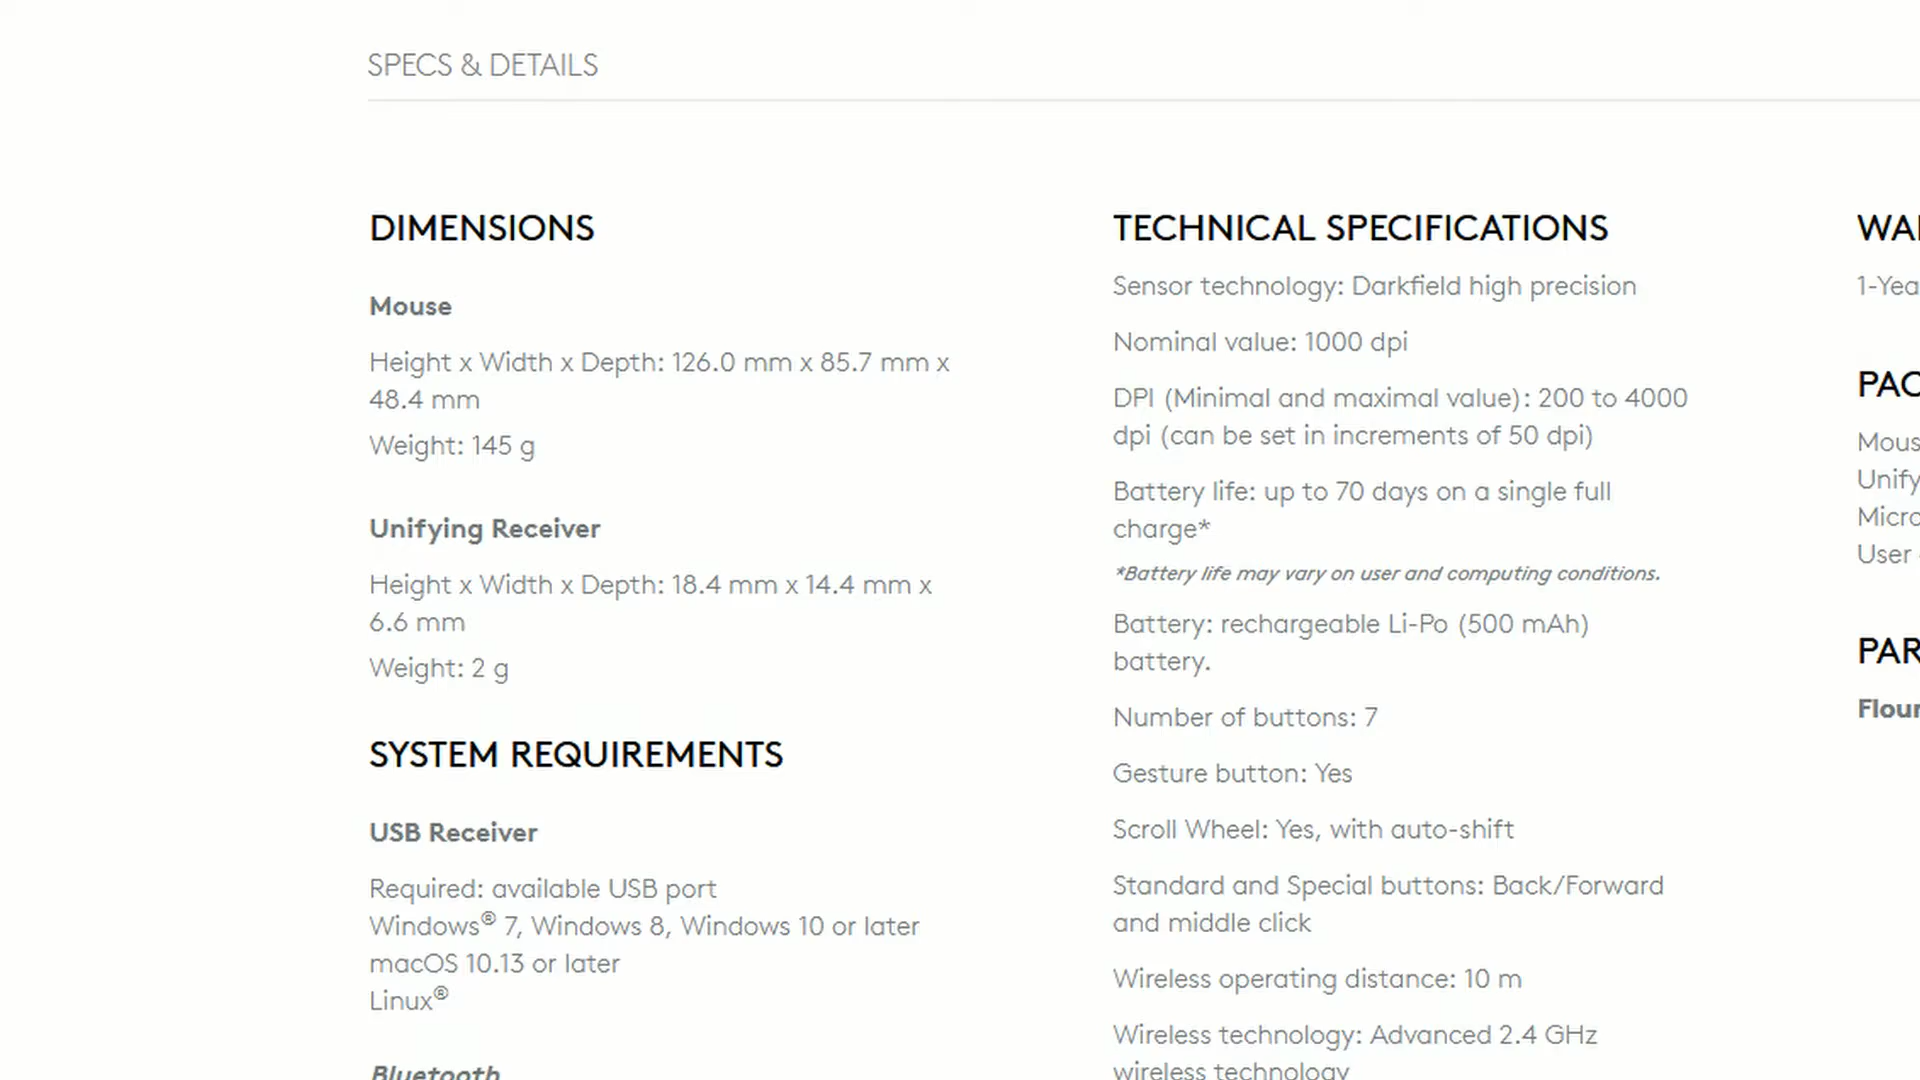 SPECS & DETAILS
DIMENSIONS
Mouse
Height x Width x Depth: 126.0 mm x 85.7 mm x
48.4 mm
Weight: 145 g
Unifying Receiver
Height x Width x Depth: 18.4 mm x 14.4 mm x
6.6 mm
Weight: 2 g
SYSTEM REQUIREMENTS
USB Receiver
Required: available USB port
Windows® 7, Windows 8, Windows 10 or later
macOS 10.13 or later
Linux®
Bluetooth
TECHNICAL SPECIFICATIONS
Sensor technology: Darkfield high precision
Nominal value: 1000 dpi
DPI (Minimal and maximal value): 200 to 4000
dpi (can be set in increments of 50 dpi)
Battery life: up to 70 days on a single full
charge*
*Battery life may vary on user and computing conditions.
Battery: rechargeable Li-Po (500 mAh)
battery.
Number of buttons: 7
Gesture button: Yes
Scroll Wheel: Yes, with auto-shift
Standard and Special buttons: Back/Forward
and middle click
Wireless operating distance: 10 m
Wireless technology: Advanced 2.4 GHz
wireless technology
1-Yea
Mous
Unify
Micro
User
PAR